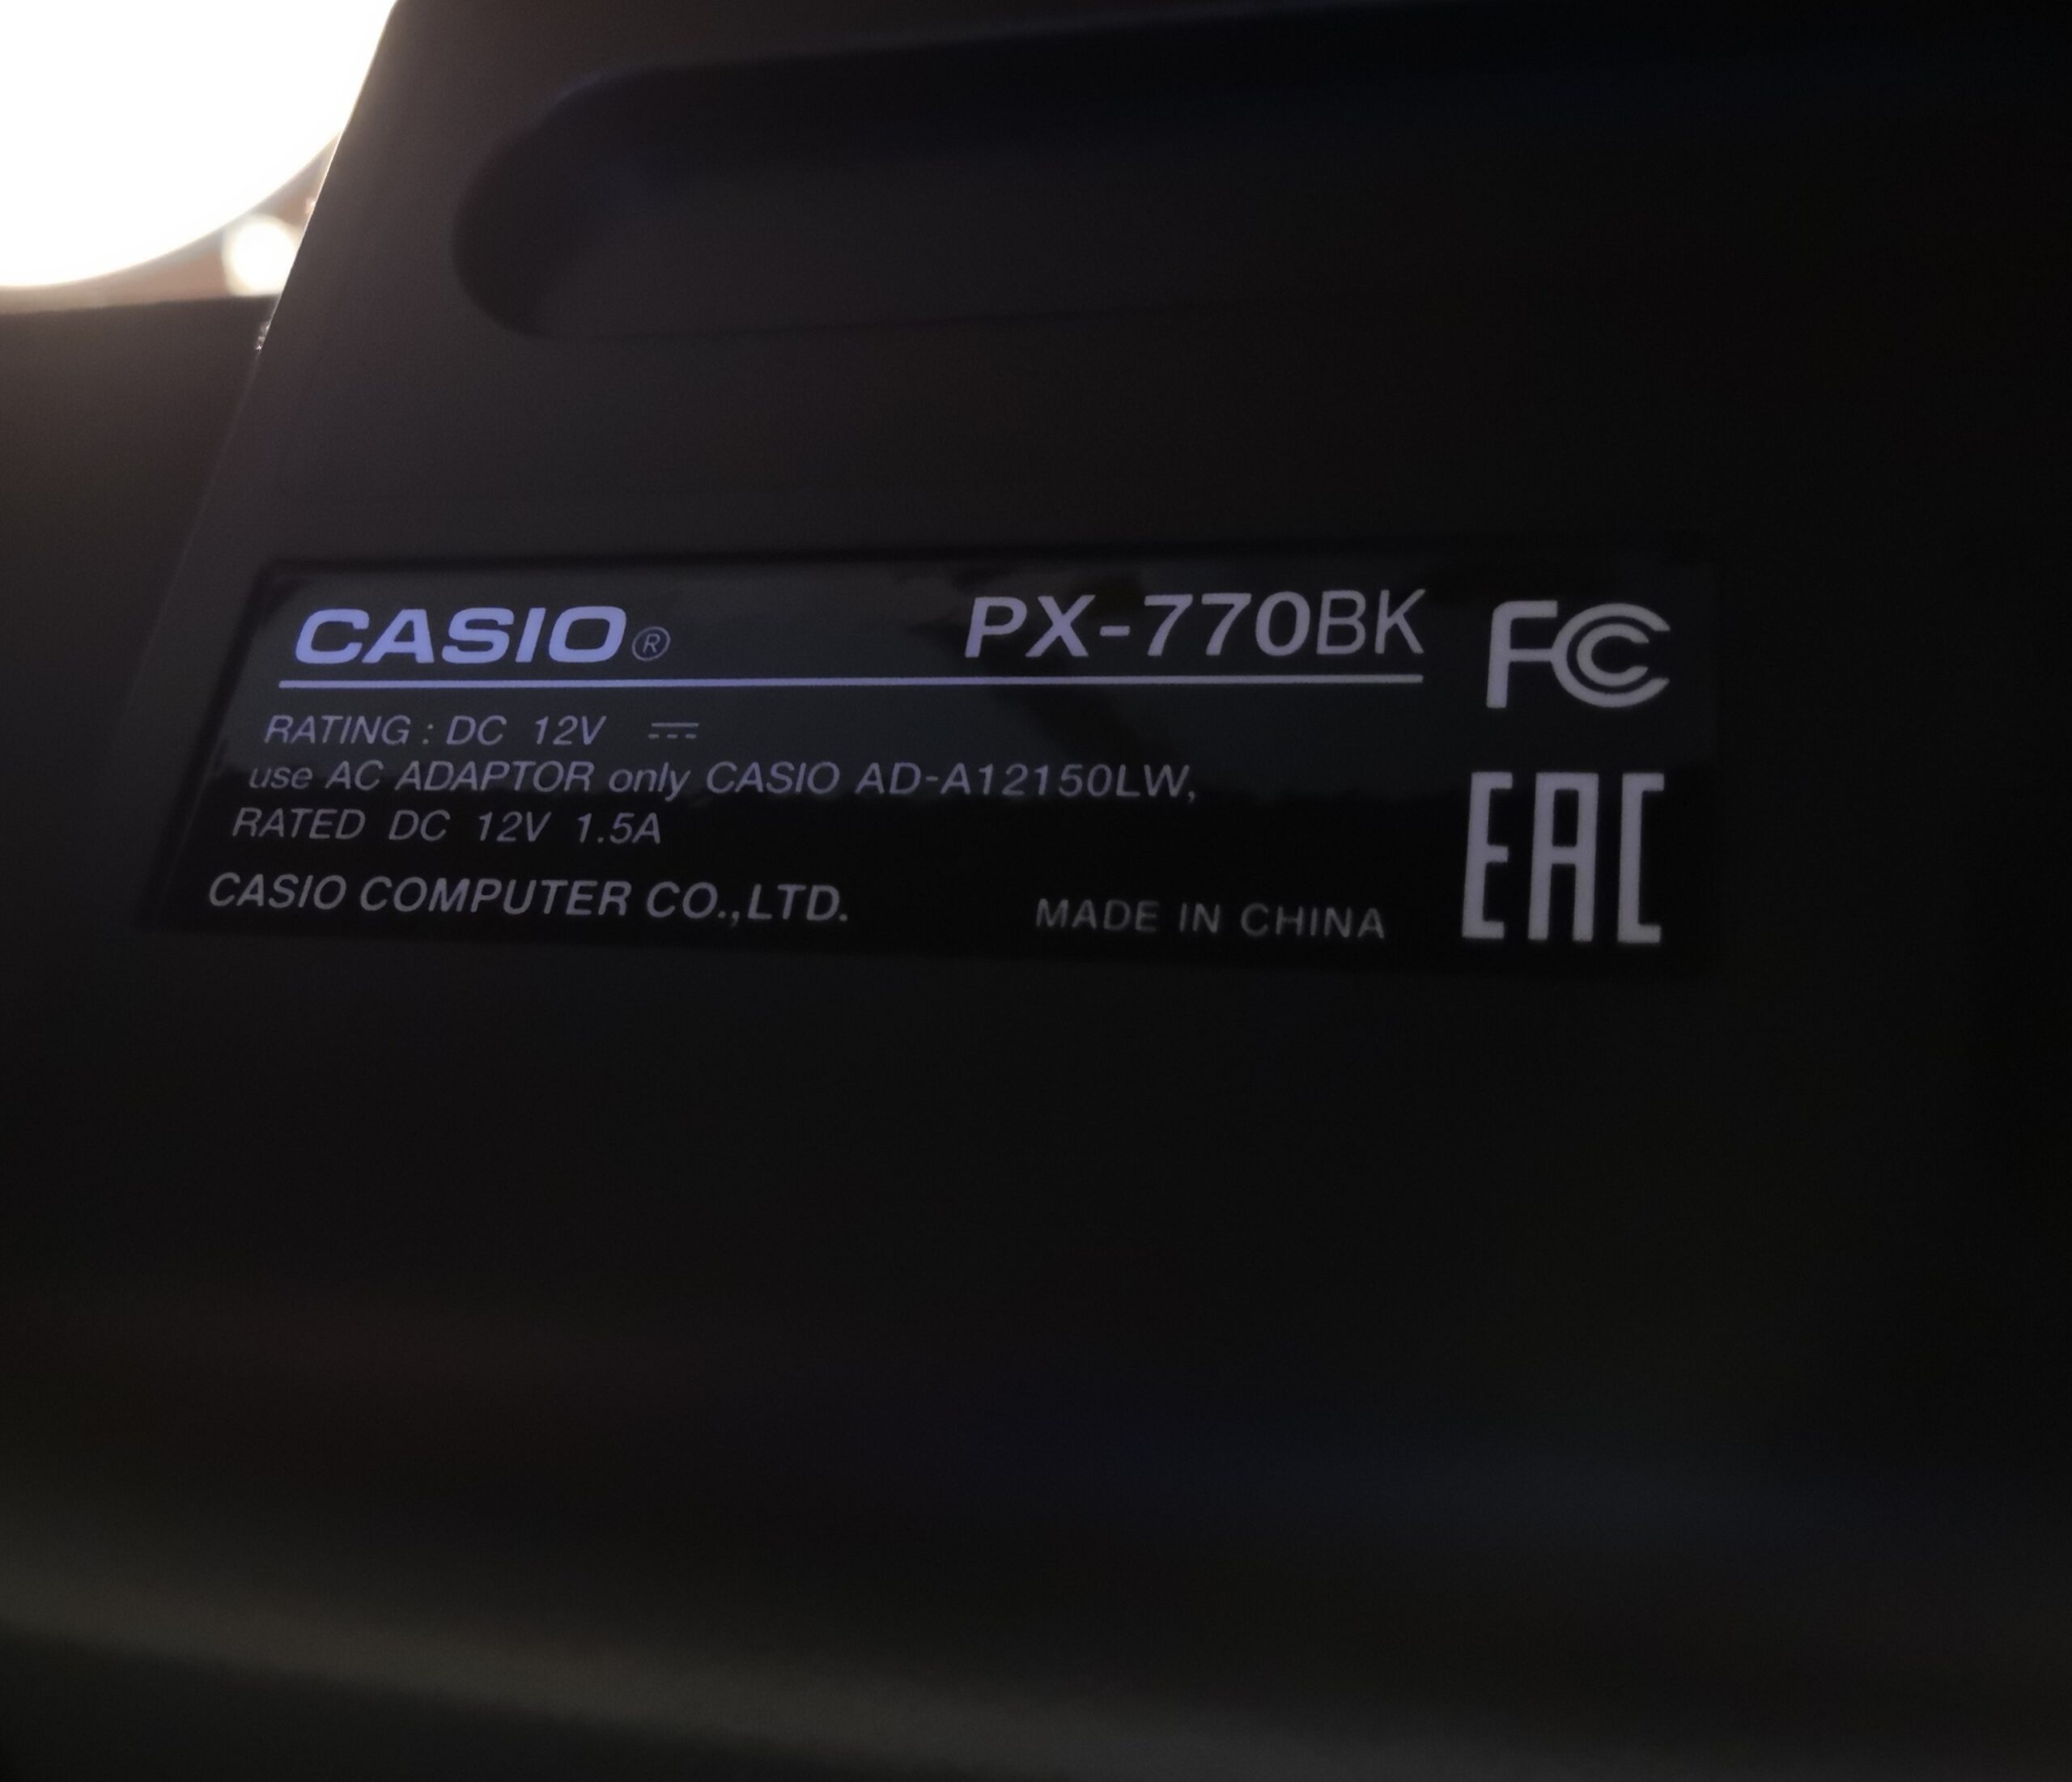 CASIO® PX-770BK FC
RATING : DC 12V ⎓
use AC ADAPTOR only CASIO AD-A12150LW,
RATED DC 12V 1.5A
EAC
CASIO COMPUTER CO.,LTD. MADE IN CHINA